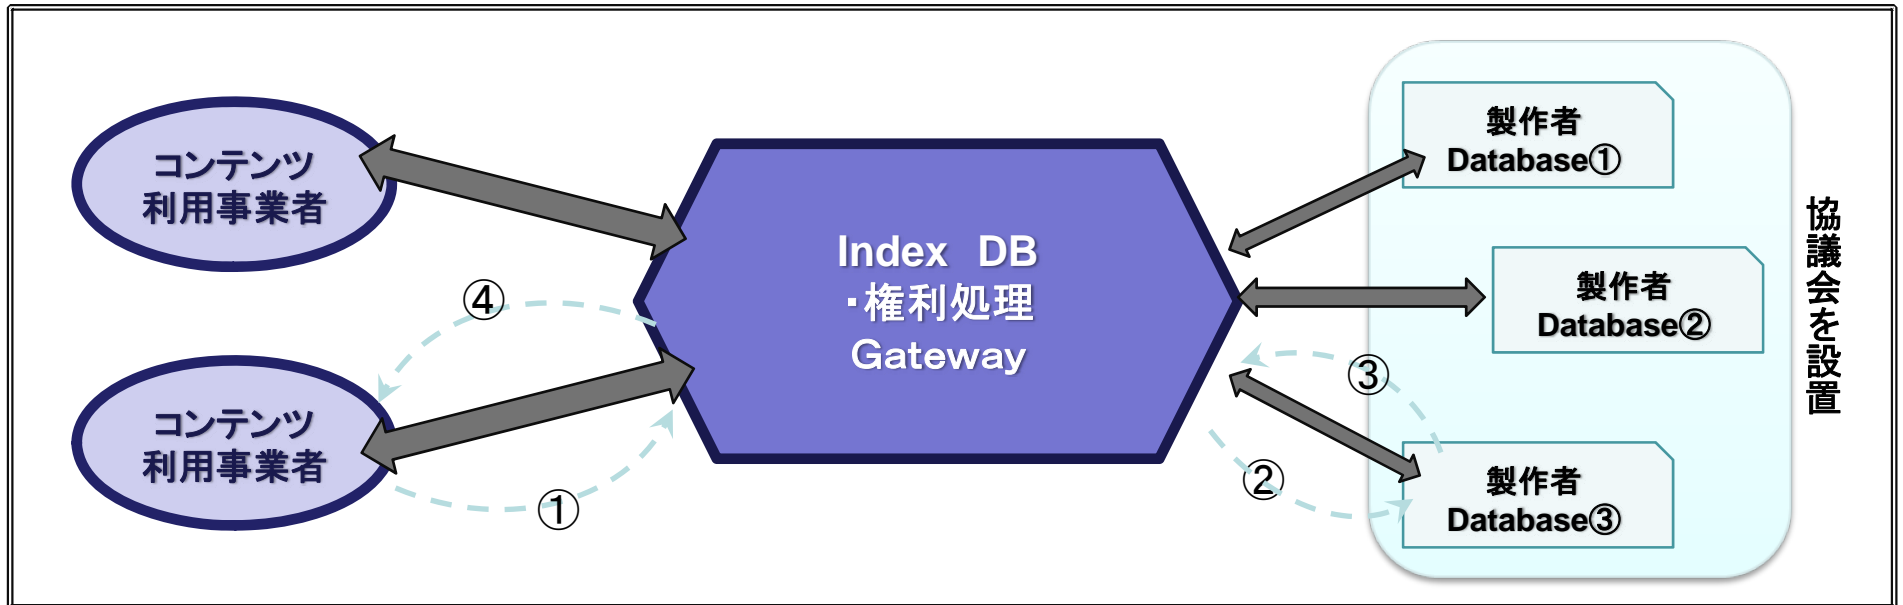 コンテンツ
利用事業者
コンテンツ
利用事業者
④
①
Index　DB
・権利処理
Gateway
③
②
製作者
Database①
製作者
Database②
製作者
Database③
協議会を設置